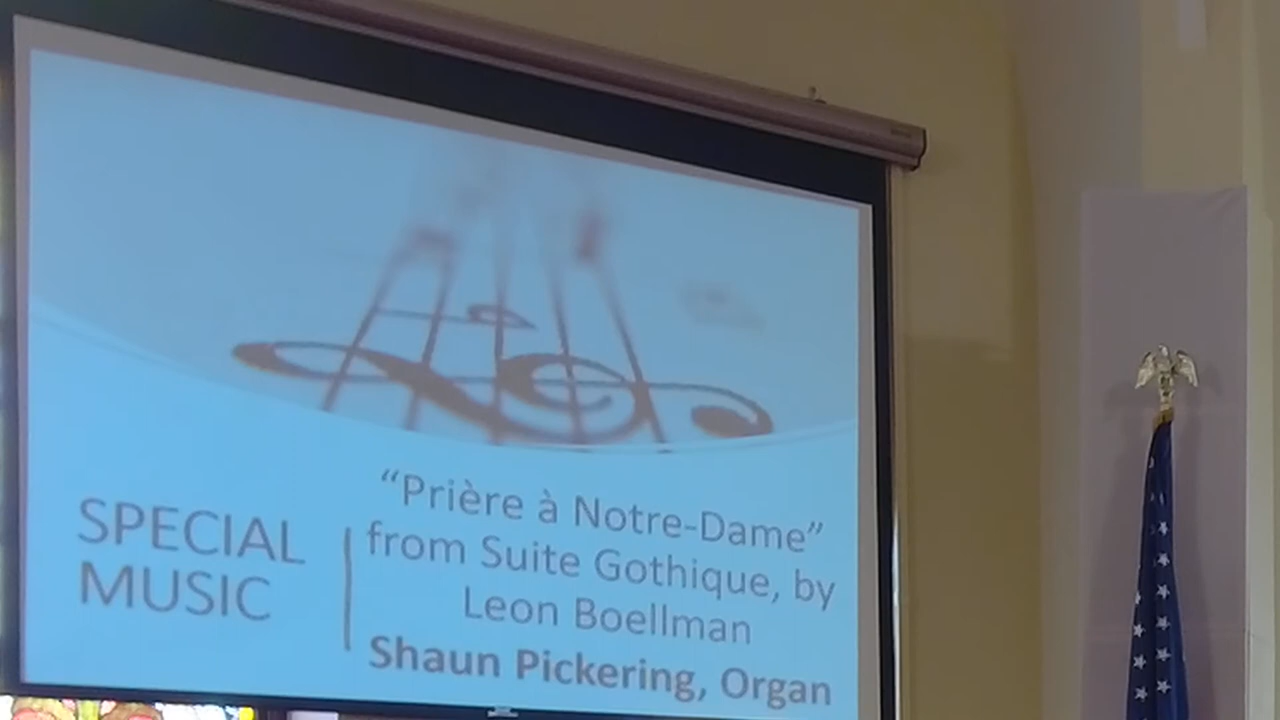 SPECIAL
MUSIC
“Prière à Notre-Dame”
from Suite Gothique, by
Leon Boellman
Shaun Pickering, Organ